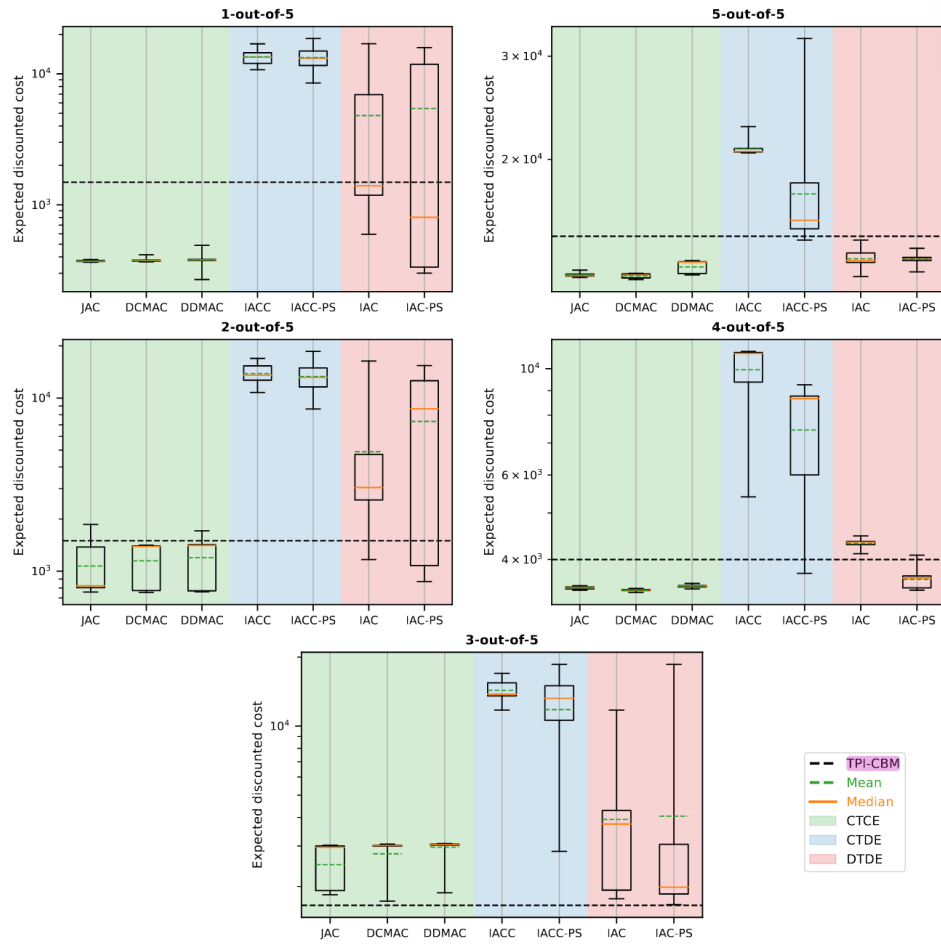 1-out-of-5
Expected discounted cost
10⁴
10³
JAC DCMAC DDMAC IACC IACC-PS IAC IAC-PS
5-out-of-5
Expected discounted cost
3 × 10⁴
2 × 10⁴
JAC DCMAC DDMAC IACC IACC-PS IAC IAC-PS
2-out-of-5
Expected discounted cost
10⁴
10³
JAC DCMAC DDMAC IACC IACC-PS IAC IAC-PS
4-out-of-5
Expected discounted cost
10⁴
6 × 10³
4 × 10³
JAC DCMAC DDMAC IACC IACC-PS IAC IAC-PS
3-out-of-5
Expected discounted cost
10⁴
JAC DCMAC DDMAC IACC IACC-PS IAC IAC-PS
TPI-CBM
Mean
Median
CTCE
CTDE
DTDE